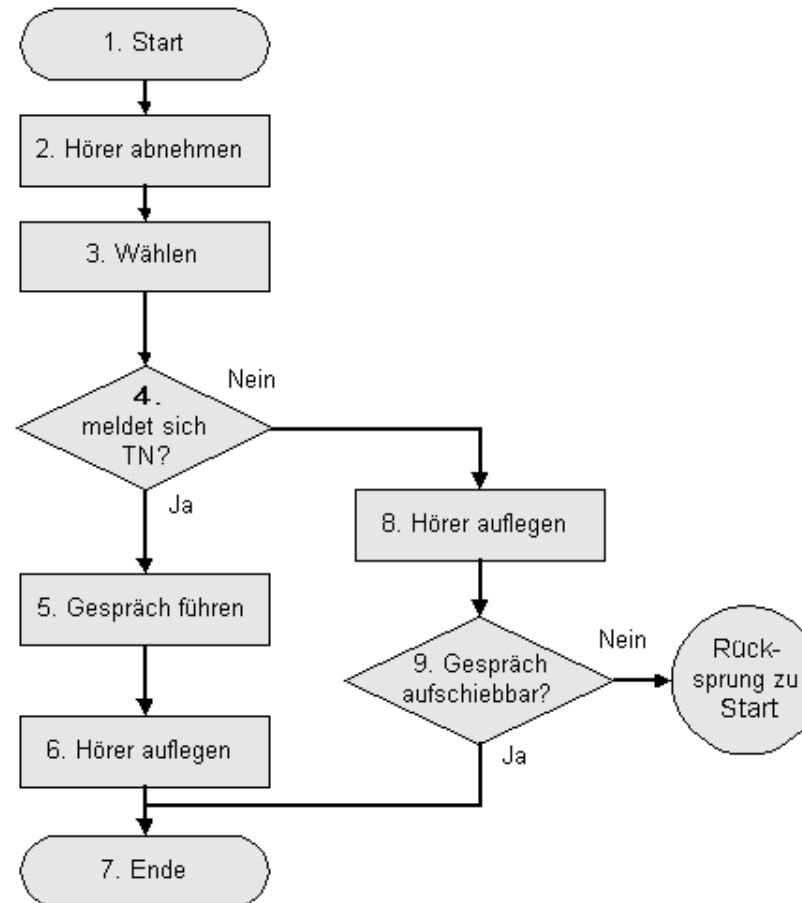 1. Start
2. Hörer abnehmen
3. Wählen
4.
meldet sich
TN?
Nein
Ja
5. Gespräch führen
6. Hörer auflegen
7. Ende
8. Hörer auflegen
9. Gespräch
aufschiebbar?
Nein
Ja
Rück-
sprung zu
Start